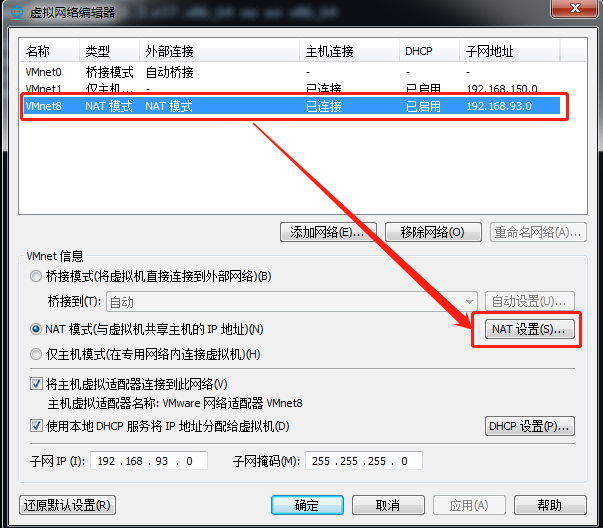 虚拟网络编辑器
名称 类型 外部连接 主机连接 DHCP 子网地址
VMnet0 桥接模式 自动桥接 - - -
VMnet1 仅主机... - 已连接 已启用 192.168.150.0
VMnet8 NAT 模式 NAT 模式 已连接 已启用 192.168.93.0
添加网络(E)... 移除网络(O) 重命名网络(A)...
VMnet 信息
桥接模式(将虚拟机直接连接到外部网络)(B)
桥接到(T): 自动 自动设置(U)...
NAT 模式(与虚拟机共享主机的 IP 地址)(N) NAT 设置(S)...
仅主机模式(在专用网络内连接虚拟机)(H)
将主机虚拟适配器连接到此网络(V)
主机虚拟适配器名称: VMware 网络适配器 VMnet8
使用本地 DHCP 服务将 IP 地址分配给虚拟机(D) DHCP 设置(P)...
子网 IP (I): 192 . 168 . 93 . 0 子网掩码(M): 255 . 255 . 255 . 0
还原默认设置(R) 确定 取消 应用(A) 帮助